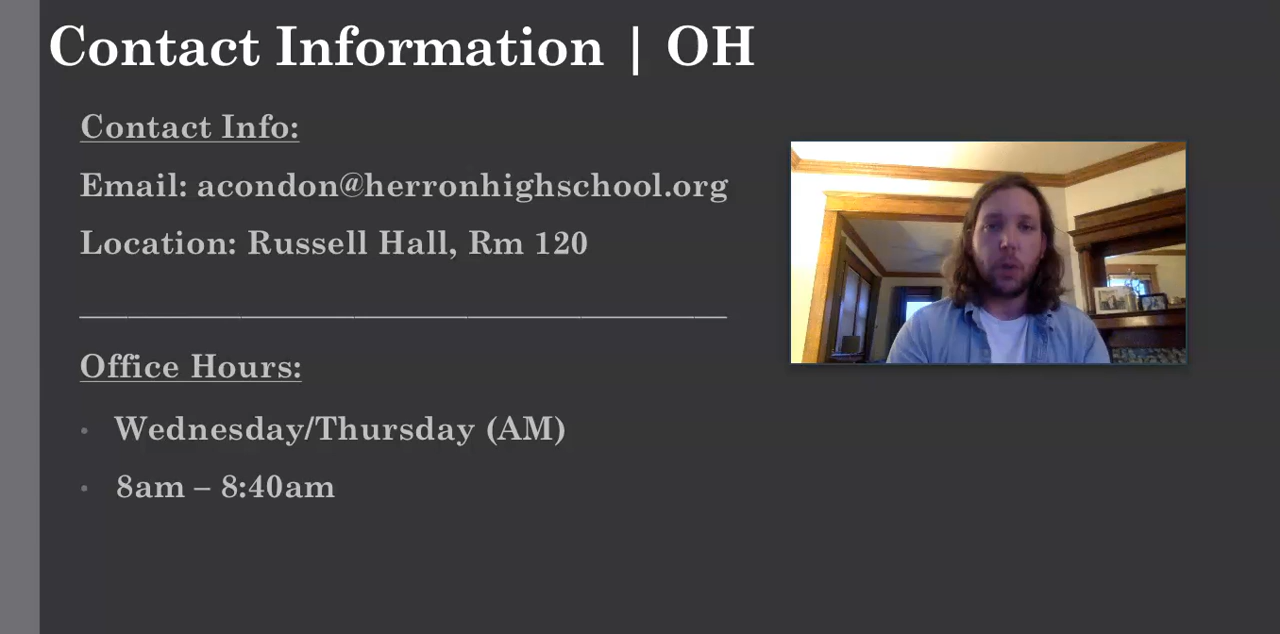 Contact Information | OH
Contact Info:
Email: acondon@herronhighschool.org
Location: Russell Hall, Rm 120
Office Hours:
• Wednesday/Thursday (AM)
• 8am – 8:40am